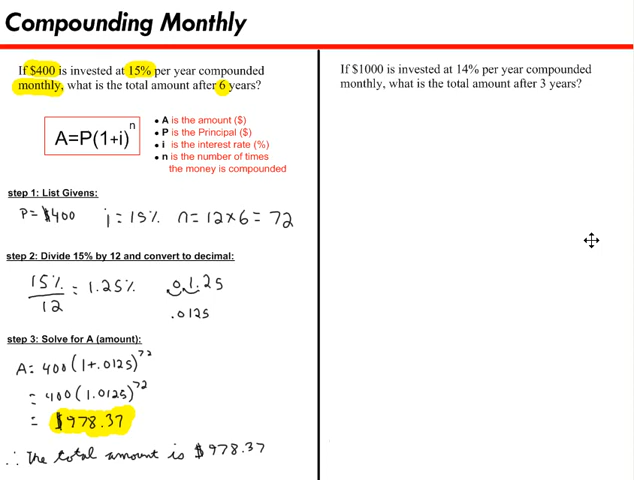 Compounding Monthly
If $400 is invested at 15% per year compounded
monthly, what is the total amount after 6 years?
A=P(1+i)^n
• A is the amount ($)
• P is the Principal ($)
• i is the interest rate (%)
• n is the number of times
the money is compounded
step 1: List Givens:
P=$400 i=15% n=12×6=72
step 2: Divide 15% by 12 and convert to decimal:
15%/12 = 1.25% 01.25
.0125
step 3: Solve for A (amount):
A= 400(1+.0125)^72
= 400(1.0125)^72
= $978.37
∴ The total amount is $978.37
If $1000 is invested at 14% per year compounded
monthly, what is the total amount after 3 years?